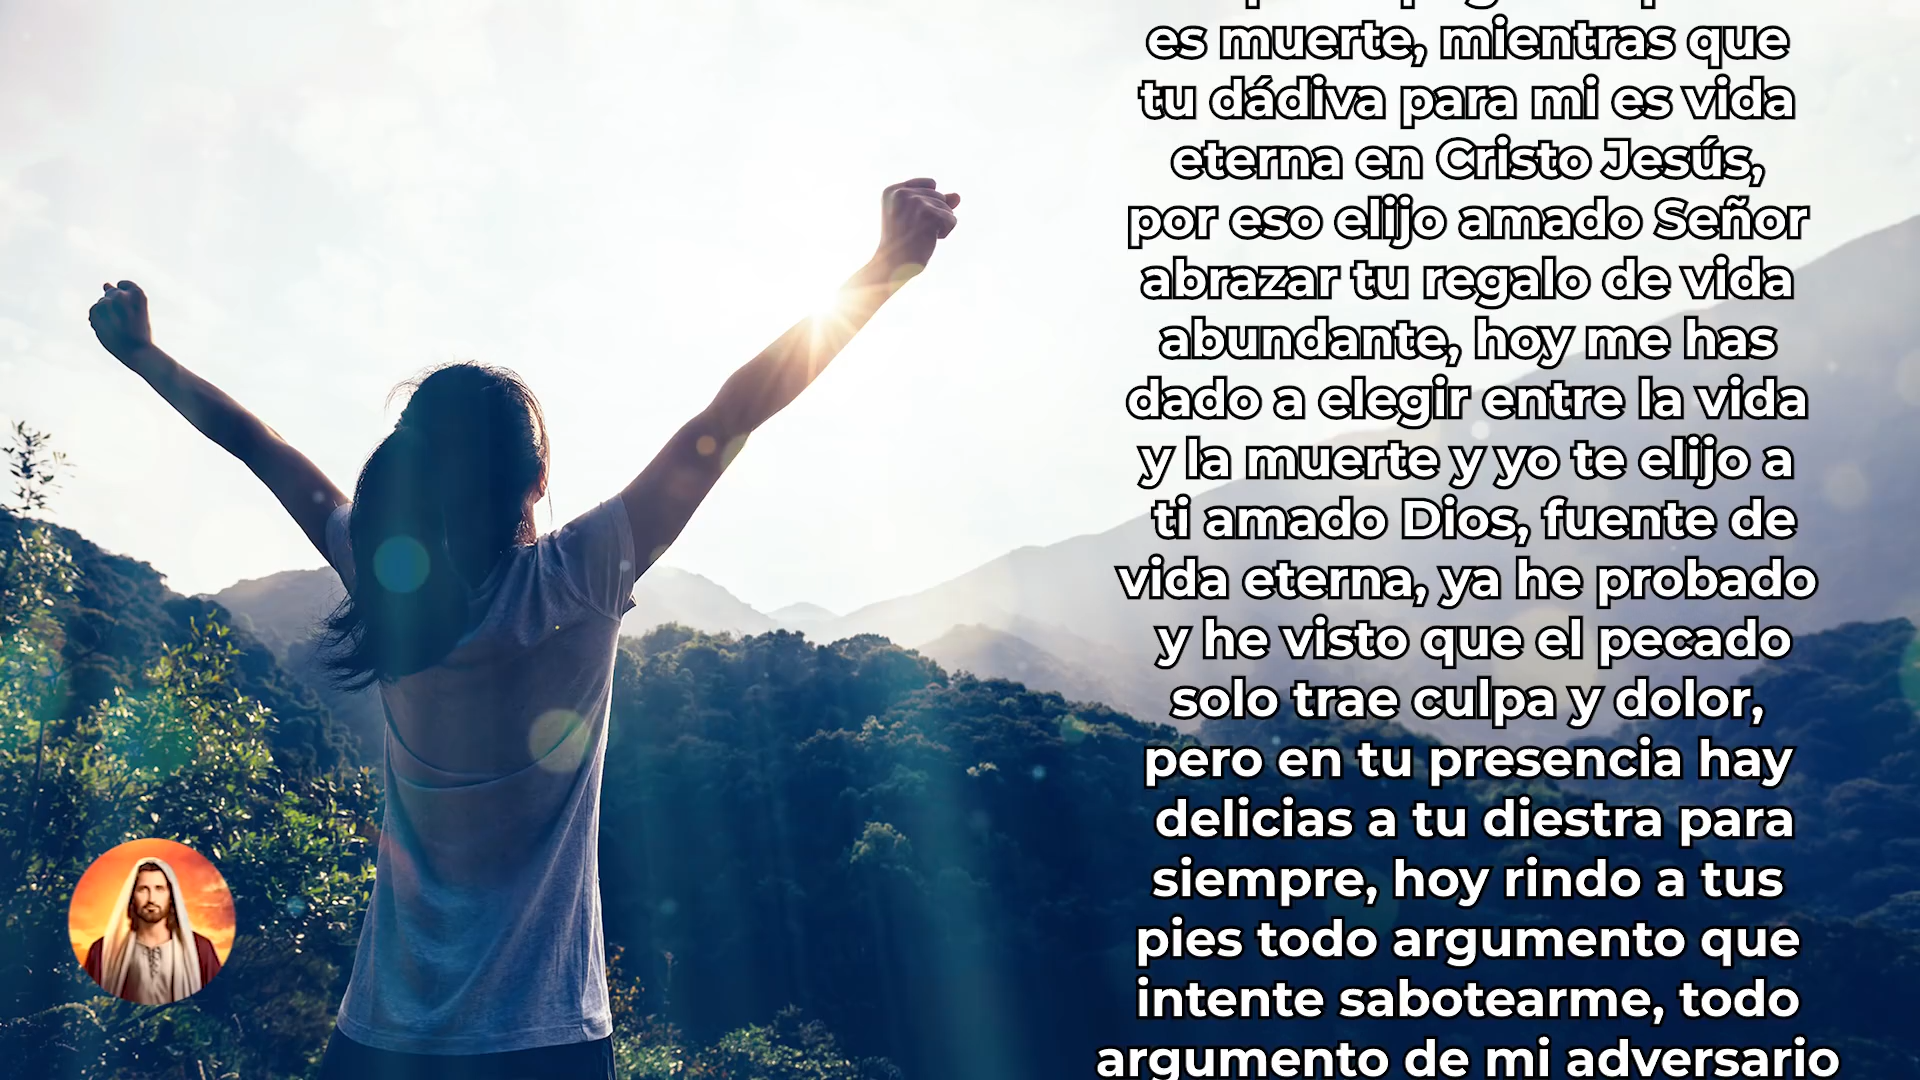 es muerte, mientras que
tu dádiva para mi es vida
eterna en Cristo Jesús,
por eso elijo amado Señor
abrazar tu regalo de vida
abundante, hoy me has
dado a elegir entre la vida
y la muerte y yo te elijo a
ti amado Dios, fuente de
vida eterna, ya he probado
y he visto que el pecado
solo trae culpa y dolor,
pero en tu presencia hay
delicias a tu diestra para
siempre, hoy rindo a tus
pies todo argumento que
intente sabotearme, todo
argumento de mi adversario